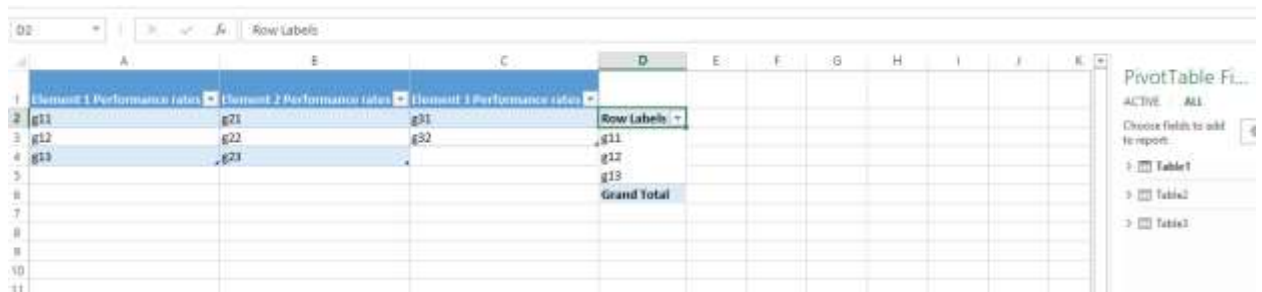 D2 fx Row Labels
A B C D E F G H I J K
PivotTable Fi...
ACTIVE ALL
Choose fields to add
to report:
1 Element 1 Performance rates Element 2 Performance rates Element 3 Performance rates
2 g11 g21 g31 Row Labels
3 g12 g22 g32 g11
4 g13 g23 g12
5 g13
6 Grand Total
7
8
9
10
11
Table1
Table2
Table3